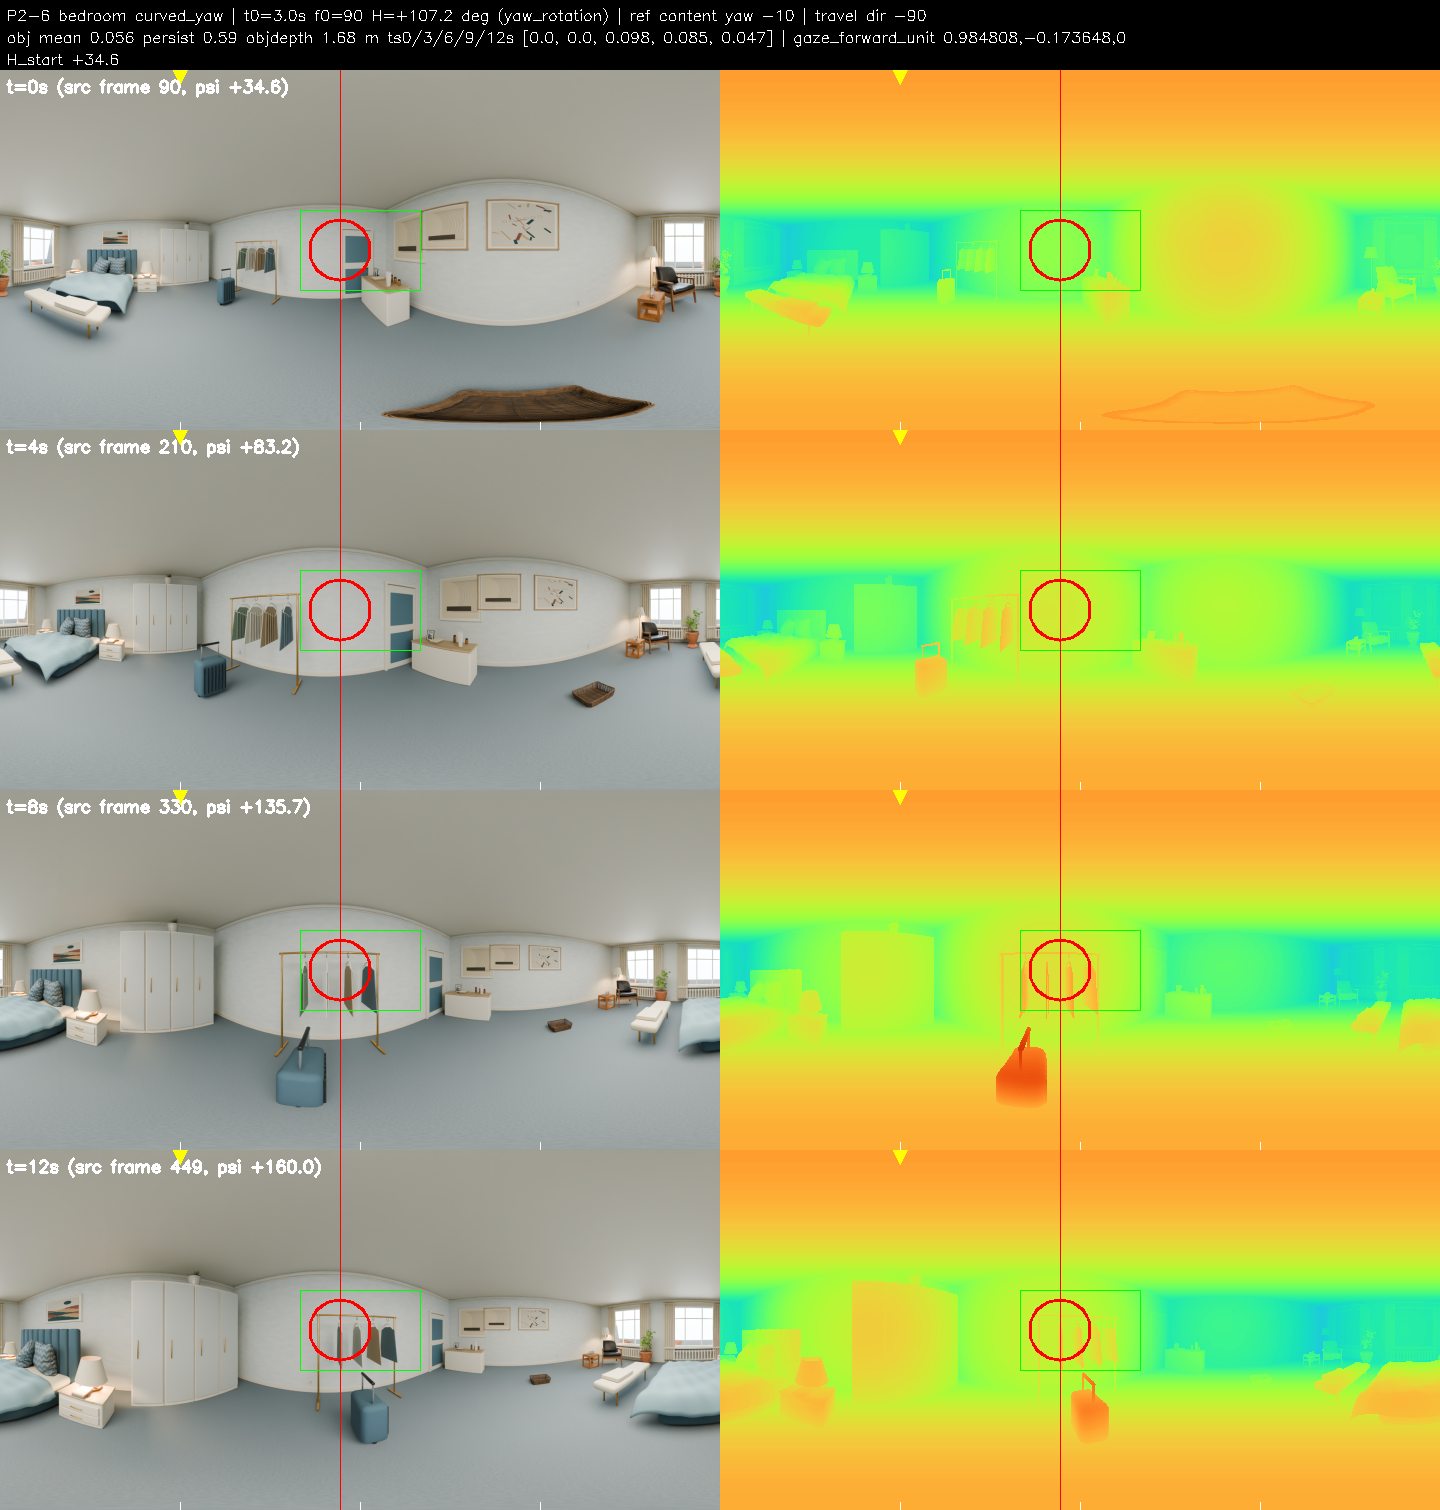 P2-6 bedroom curved_yaw | t0=3.0s f0=90 H=+107.2 deg (yaw_rotation) | ref content yaw -10 | travel dir -90
obj mean 0.056 persist 0.59 objdepth 1.68 m ts0/3/6/9/12s [0.0, 0.0, 0.098, 0.085, 0.047] | gaze_forward_unit 0.984808,-0.173648,0
H_start +34.6
t=0s (src frame 90, psi +34.6)
t=4s (src frame 210, psi +83.2)
t=8s (src frame 330, psi +135.7)
t=12s (src frame 449, psi +160.0)